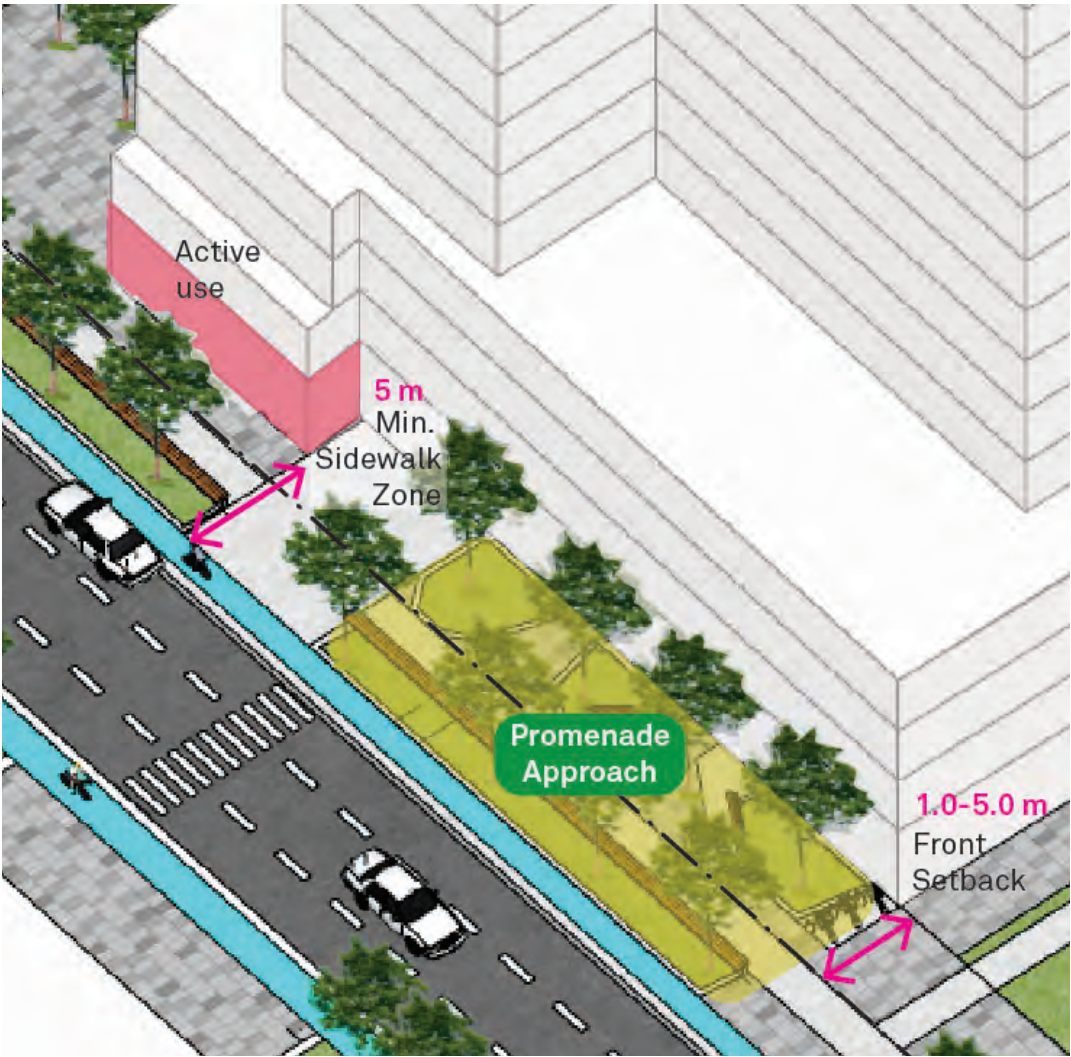 Active
use
5 m
Min.
Sidewalk
Zone
Promenade
Approach
1.0-5.0 m
Front
Setback